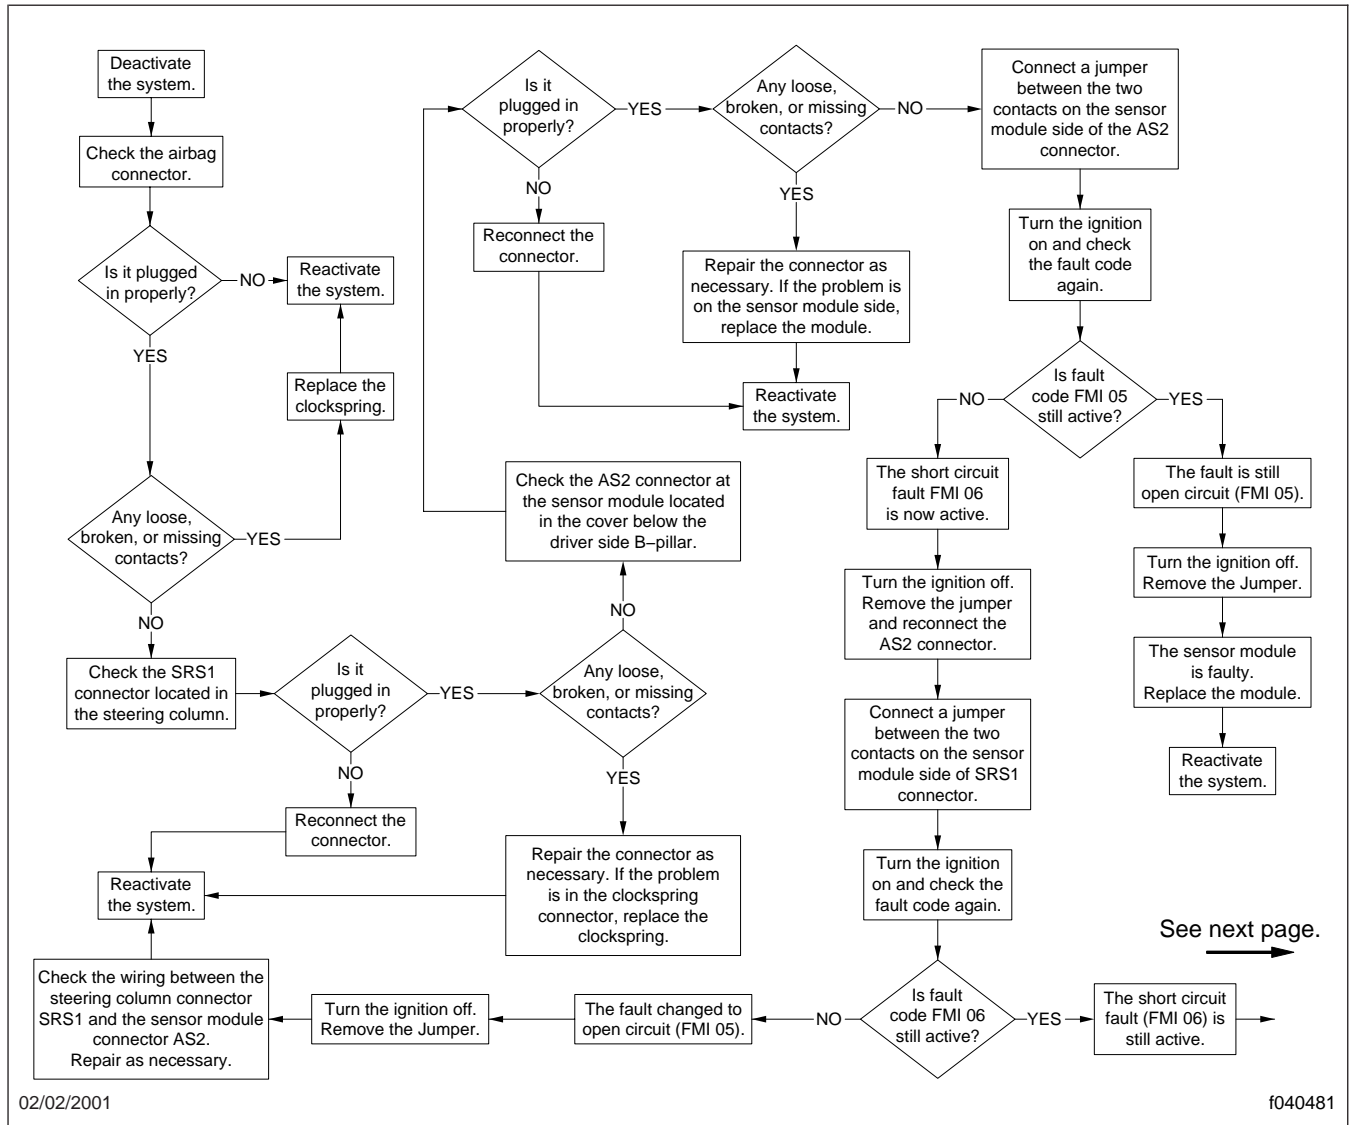 Deactivate
the system.
Check the airbag
connector.
Is it plugged
in properly?
NO
Reactivate
the system.
YES
Replace the
clockspring.
Any loose,
broken, or missing
contacts?
YES
NO
Check the SRS1
connector located in
the steering column.
Is it
plugged in
properly?
YES
NO
Reconnect the
connector.
Reactivate
the system.
Any loose,
broken, or missing
contacts?
NO
YES
Repair the connector as
necessary. If the problem
is in the clockspring
connector, replace the
clockspring.
Check the AS2 connector at
the sensor module located
in the cover below the
driver side B–pillar.
Is it
plugged in
properly?
YES
NO
Reconnect the
connector.
Any loose,
broken, or missing
contacts?
NO
YES
Repair the connector as
necessary. If the problem is
on the sensor module side,
replace the module.
Reactivate
the system.
Connect a jumper
between the two
contacts on the sensor
module side of the AS2
connector.
Turn the ignition
on and check
the fault code
again.
Is fault
code FMI 05
still active?
NO
YES
The fault is still
open circuit (FMI 05).
Turn the ignition off.
Remove the Jumper.
The sensor module
is faulty.
Replace the module.
Reactivate
the system.
The short circuit
fault FMI 06
is now active.
Turn the ignition off.
Remove the jumper
and reconnect the
AS2 connector.
Connect a jumper
between the two
contacts on the sensor
module side of SRS1
connector.
Turn the ignition
on and check the
fault code again.
Is fault
code FMI 06
still active?
YES
The short circuit
fault (FMI 06) is
still active.
See next page.
NO
The fault changed to
open circuit (FMI 05).
Turn the ignition off.
Remove the Jumper.
Check the wiring between the
steering column connector
SRS1 and the sensor module
connector AS2.
Repair as necessary.
02/02/2001
f040481